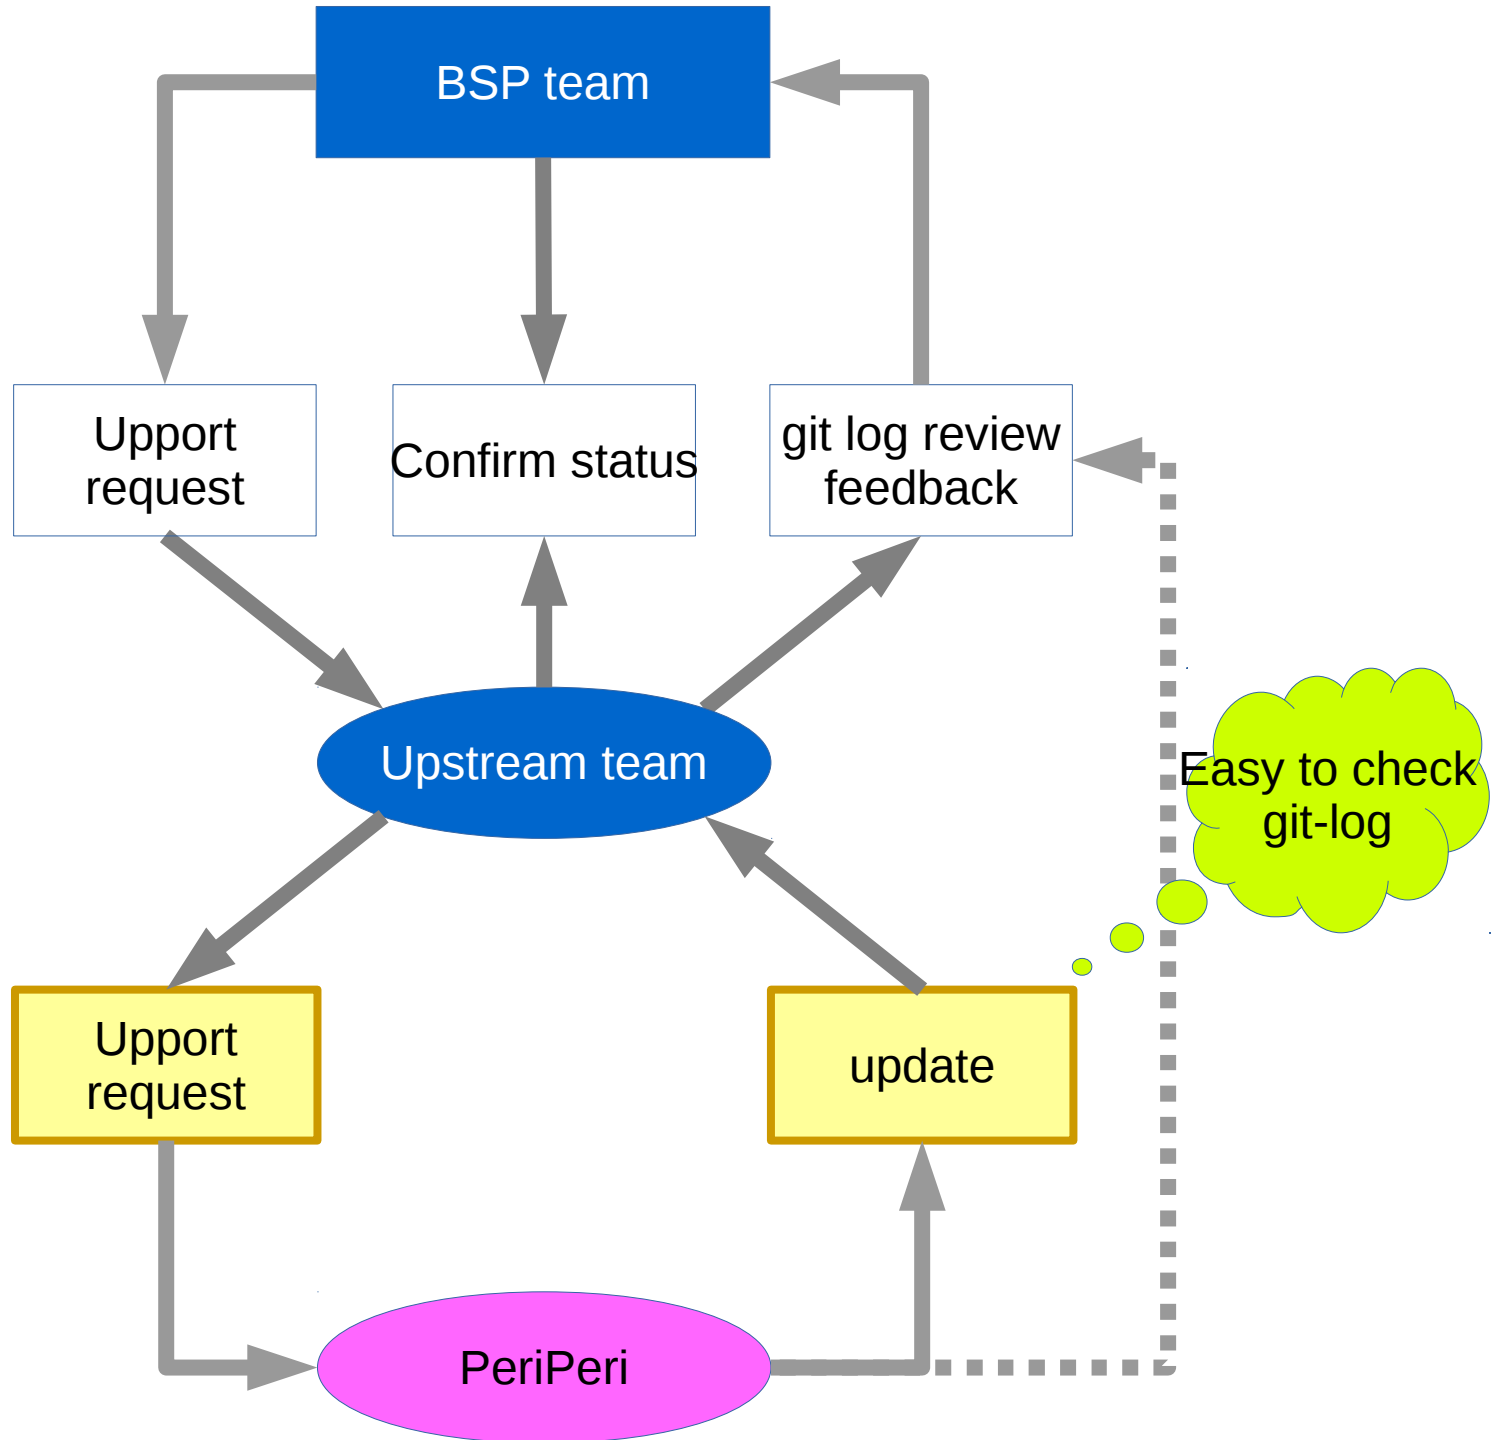 BSP team
Upport
request
Confirm status
git log review
feedback
Upstream team
Easy to check
git-log
Upport
request
update
PeriPeri